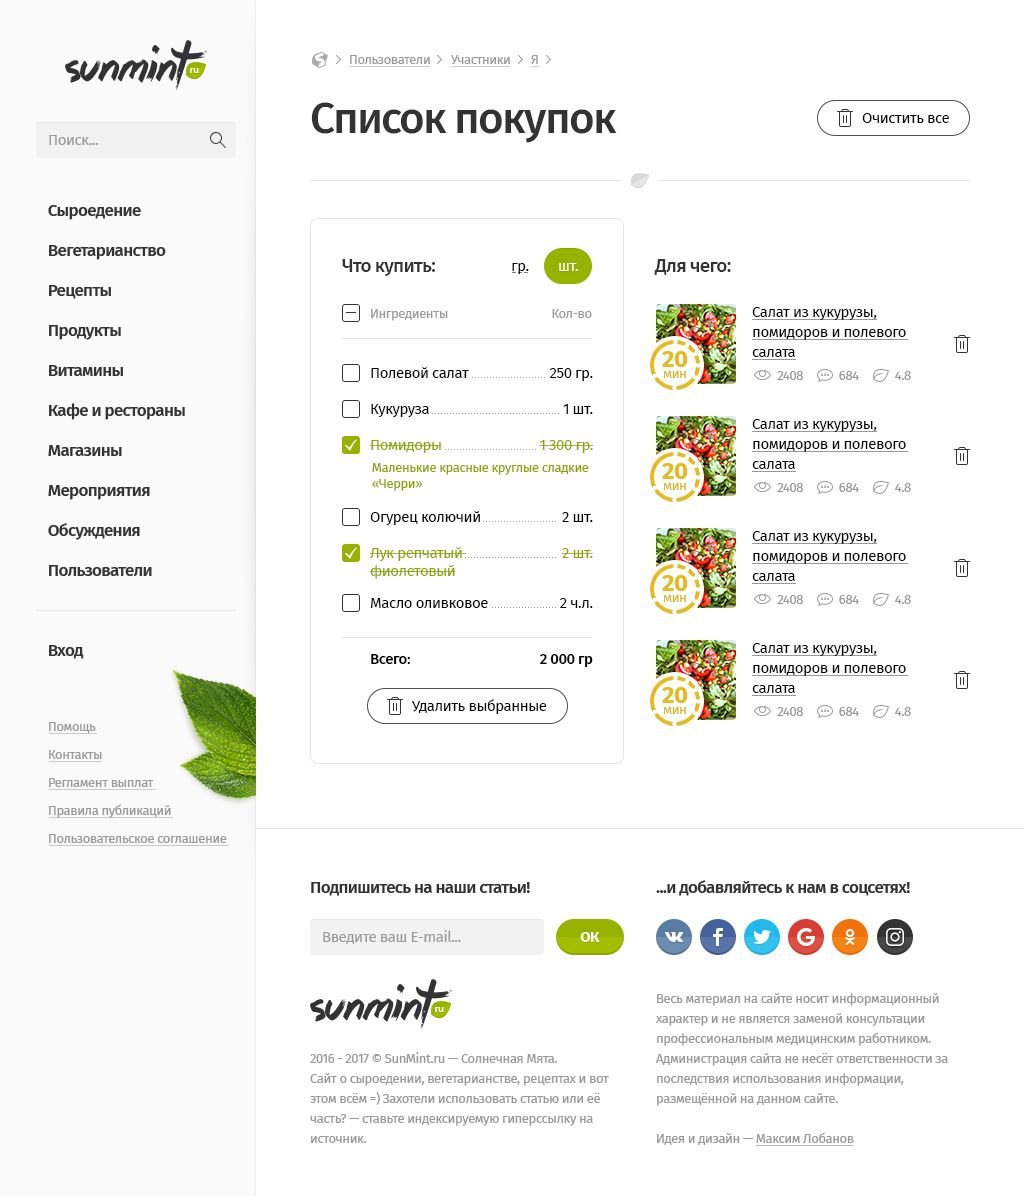 sunmint ru
Поиск...
Сыроедение
Вегетарианство
Рецепты
Продукты
Витамины
Кафе и рестораны
Магазины
Мероприятия
Обсуждения
Пользователи
Вход
Помощь
Контакты
Регламент выплат
Правила публикаций
Пользовательское соглашение
Пользователи
Участники
Я
Список покупок
Очистить все
Что купить:
гр.
шт.
Ингредиенты
Кол-во
Полевой салат 250 гр.
Кукуруза 1 шт.
Помидоры 1 300 гр.
Маленькие красные круглые сладкие
«Черри»
Огурец колючий 2 шт.
Лук репчатый 2 шт.
фиолетовый
Масло оливковое 2 ч.л.
Всего: 2 000 гр
Удалить выбранные
Для чего:
20
мин
Салат из кукурузы,
помидоров и полевого
салата
2408 684 4.8
20
мин
Салат из кукурузы,
помидоров и полевого
салата
2408 684 4.8
20
мин
Салат из кукурузы,
помидоров и полевого
салата
2408 684 4.8
20
мин
Салат из кукурузы,
помидоров и полевого
салата
2408 684 4.8
Подпишитесь на наши статьи!
Введите ваш E-mail...
OK
sunmint ru
2016 - 2017 © SunMint.ru — Солнечная Мята.
Сайт о сыроедении, вегетарианстве, рецептах и вот
этом всём =) Захотели использовать статью или её
часть? — ставьте индексируемую гиперссылку на
источник.
...и добавляйтесь к нам в соцсетях!
Весь материал на сайте носит информационный
характер и не является заменой консультации
профессиональным медицинским работником.
Администрация сайта не несёт ответственности за
последствия использования информации,
размещённой на данном сайте.
Идея и дизайн — Максим Лобанов